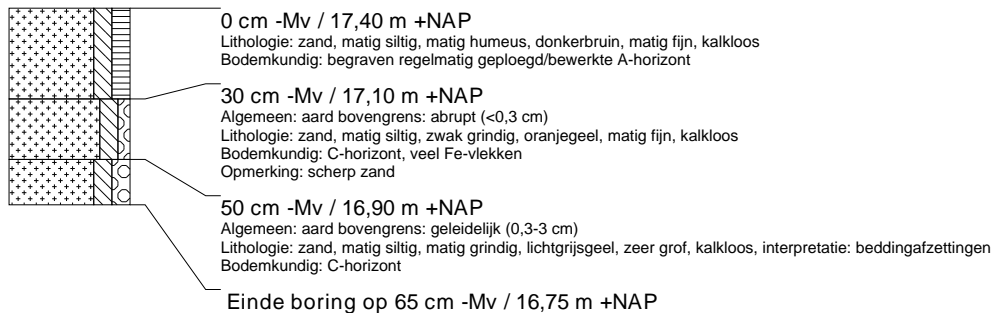 0 cm -Mv / 17,40 m +NAP
Lithologie: zand, matig siltig, matig humeus, donkerbruin, matig fijn, kalkloos
Bodemkundig: begraven regelmatig geploegd/bewerkte A-horizont
30 cm -Mv / 17,10 m +NAP
Algemeen: aard bovengrens: abrupt (<0,3 cm)
Lithologie: zand, matig siltig, zwak grindig, oranjegeel, matig fijn, kalkloos
Bodemkundig: C-horizont, veel Fe-vlekken
Opmerking: scherp zand
50 cm -Mv / 16,90 m +NAP
Algemeen: aard bovengrens: geleidelijk (0,3-3 cm)
Lithologie: zand, matig siltig, matig grindig, lichtgrijsgeel, zeer grof, kalkloos, interpretatie: beddingafzettingen
Bodemkundig: C-horizont
Einde boring op 65 cm -Mv / 16,75 m +NAP